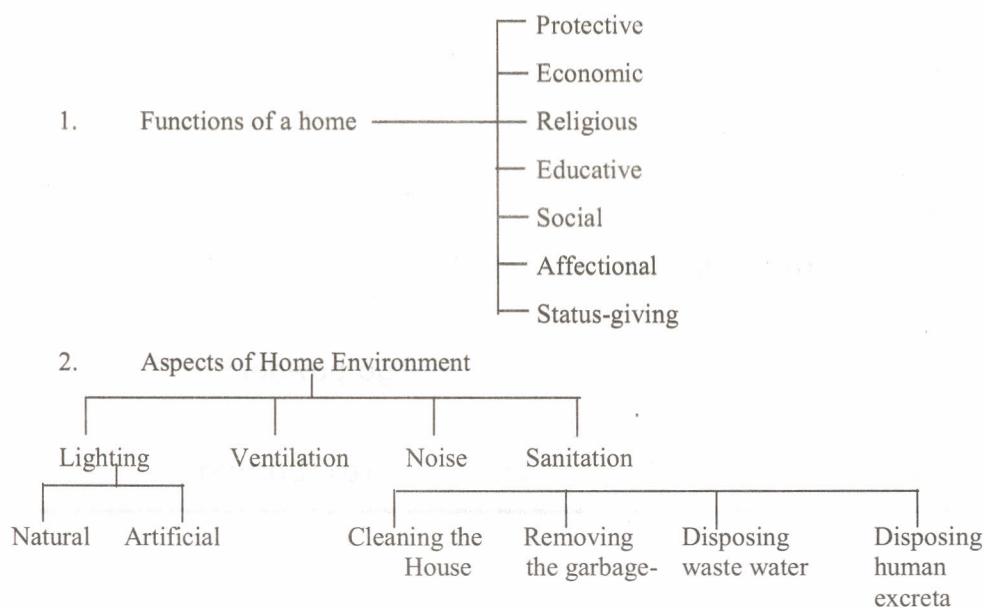 Protective
Economic
1. Functions of a home
Religious
Educative
Social
Affectional
Status-giving
2. Aspects of Home Environment
Lighting Ventilation Noise Sanitation
Natural Artificial Cleaning the Removing Disposing Disposing
House the garbage- waste water human
excreta